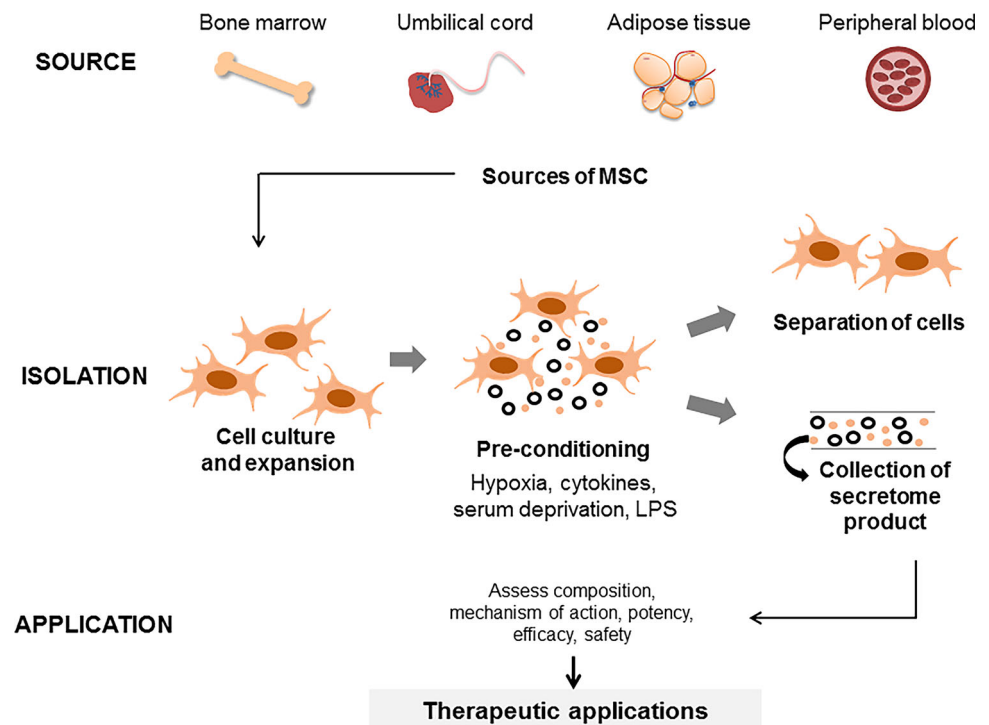 Bone marrow
Umbilical cord
Adipose tissue
Peripheral blood
SOURCE
Sources of MSC
ISOLATION
Cell culture
and expansion
Pre-conditioning
Hypoxia, cytokines,
serum deprivation, LPS
Separation of cells
Collection of
secretome
product
APPLICATION
Assess composition,
mechanism of action, potency,
efficacy, safety
Therapeutic applications